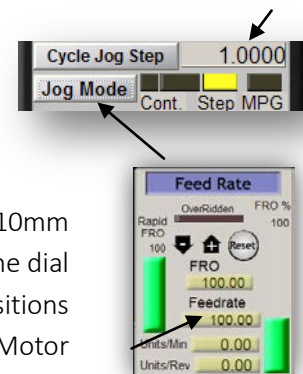 Cycle Jog Step 1.0000
Jog Mode
Cont. Step MPG
Feed Rate
OverRidden FRO %
Rapid FRO 100 100
Reset
FRO
100.00
Feedrate
100.00
Units/Min 0.00
Units/Rev 0.00
10mm
he dial
sitions
Motor